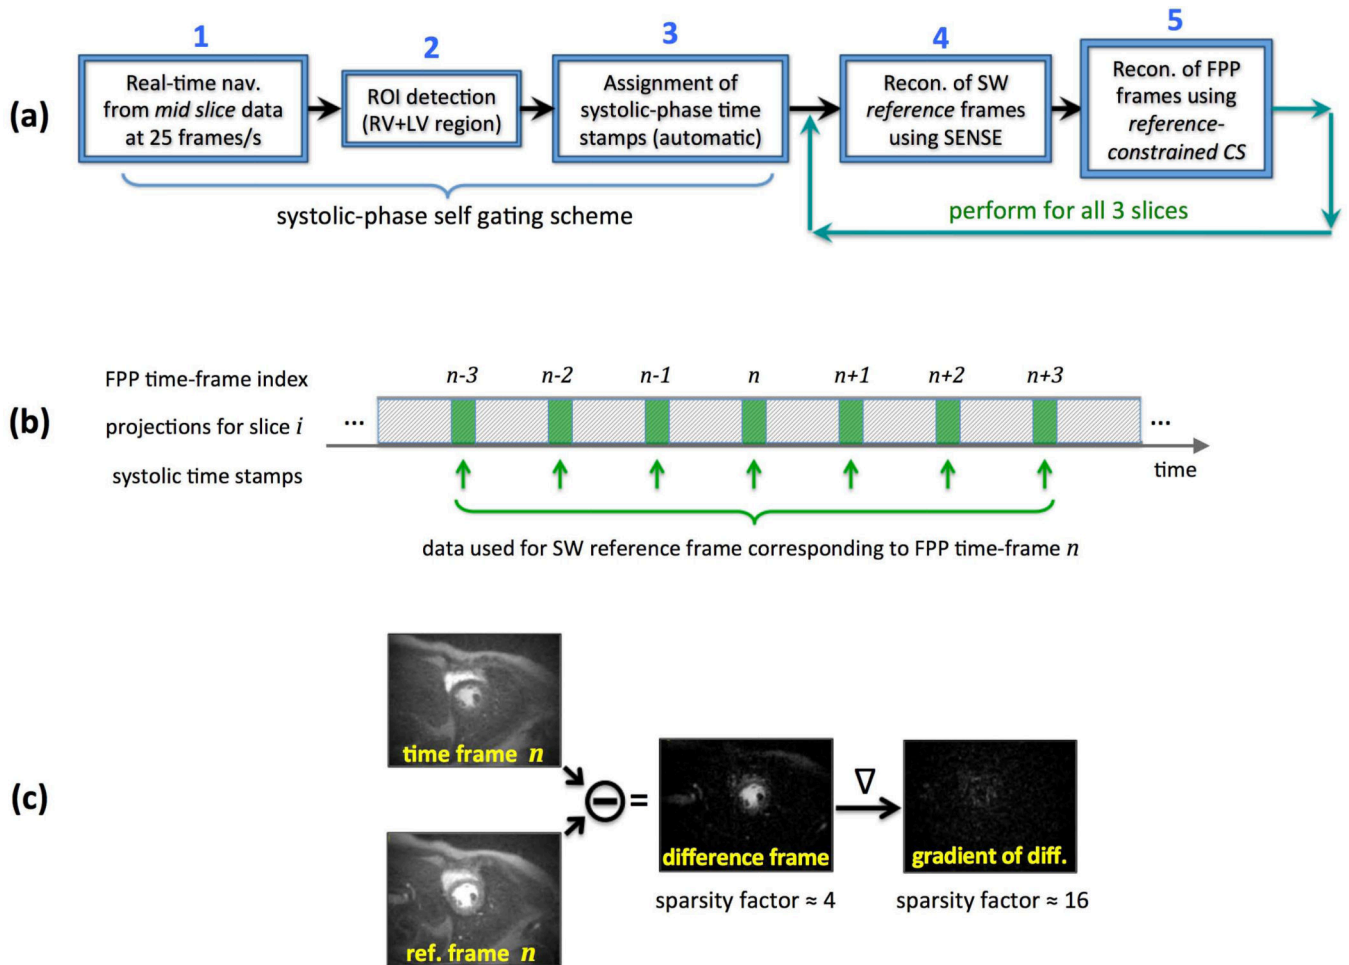 (a)
1
Real-time nav.
from mid slice data
at 25 frames/s
2
ROI detection
(RV+LV region)
3
Assignment of
systolic-phase time
stamps (automatic)
4
Recon. of SW
reference frames
using SENSE
5
Recon. of FPP
frames using
reference-
constrained CS
systolic-phase self gating scheme
perform for all 3 slices
(b)
FPP time-frame index
n-3 n-2 n-1 n n+1 n+2 n+3
projections for slice i
... ...
systolic time stamps
time
data used for SW reference frame corresponding to FPP time-frame n
(c)
time frame n
− =
difference frame
∇
gradient of diff.
sparsity factor ≈ 4
sparsity factor ≈ 16
ref. frame n